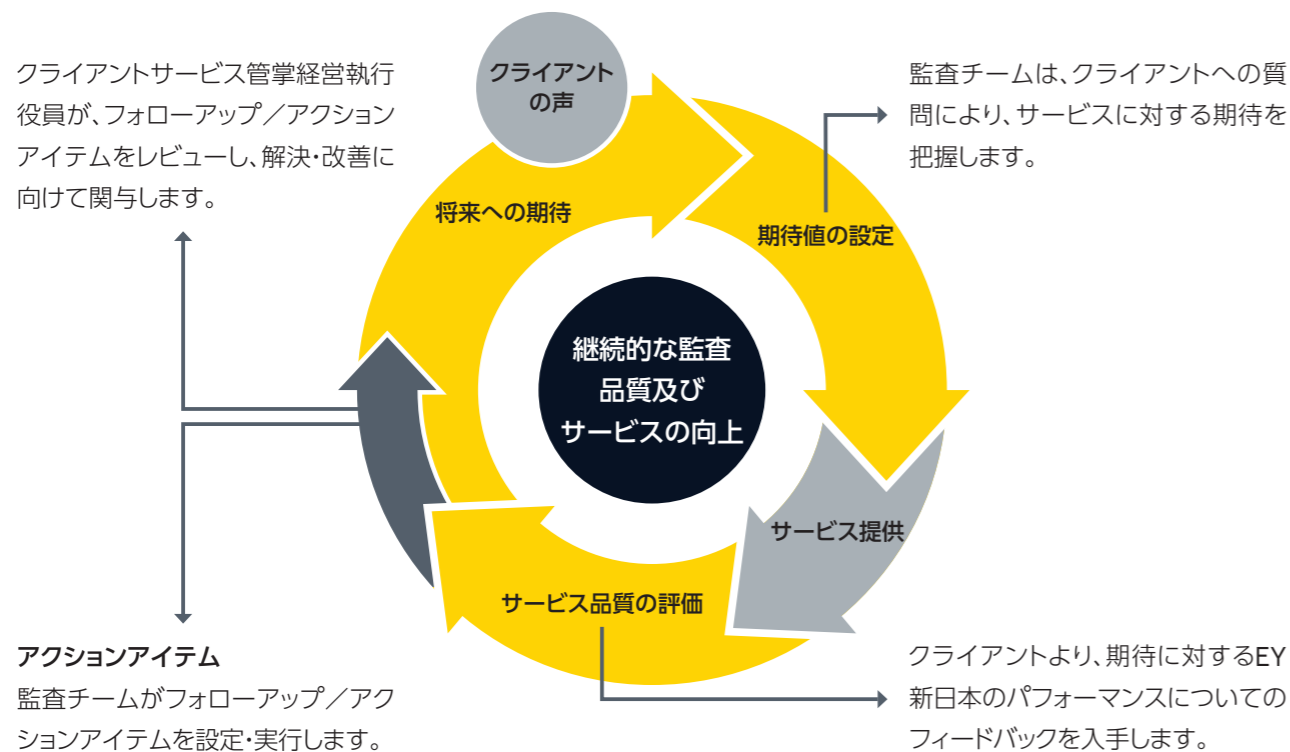 クライアントサービス管掌経営執行
役員が、フォローアップ／アクション
アイテムをレビューし、解決・改善に
向けて関与します。
クライアント
の声
監査チームは、クライアントへの質
問により、サービスに対する期待を
把握します。
将来への期待
期待値の設定
継続的な監査
品質及び
サービスの向上
サービス提供
サービス品質の評価
アクションアイテム
監査チームがフォローアップ／アク
ションアイテムを設定・実行します。
クライアントより、期待に対するEY
新日本のパフォーマンスについての
フィードバックを入手します。